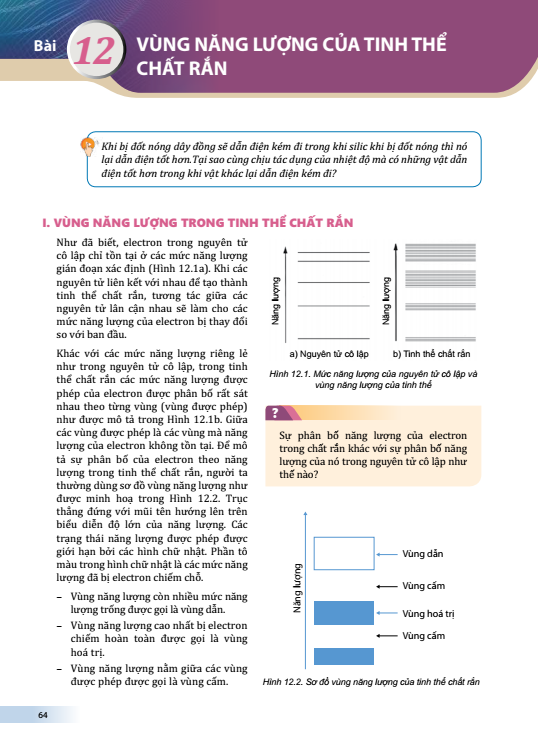 Bài
12
VÙNG NĂNG LƯỢNG CỦA TINH THỂ
CHẤT RẮN
Khi bị đốt nóng dây đồng sẽ dẫn điện kém đi trong khi silic khi bị đốt nóng thì nó
lại dẫn điện tốt hơn.Tại sao cùng chịu tác dụng của nhiệt độ mà có những vật dẫn
điện tốt hơn trong khi vật khác lại dẫn điện kém đi?
I. VÙNG NĂNG LƯỢNG TRONG TINH THỂ CHẤT RẮN
Như đã biết, electron trong nguyên tử
cô lập chỉ tồn tại ở các mức năng lượng
gián đoạn xác định (Hình 12.1a). Khi các
nguyên tử liên kết với nhau để tạo thành
tinh thể chất rắn, tương tác giữa các
nguyên tử lân cận nhau sẽ làm cho các
mức năng lượng của electron bị thay đổi
so với ban đầu.
Khác với các mức năng lượng riêng lẻ
như trong nguyên tử cô lập, trong tinh
thể chất rắn các mức năng lượng được
phép của electron được phân bố rất sát
nhau theo từng vùng (vùng được phép)
như được mô tả trong Hình 12.1b. Giữa
các vùng được phép là các vùng mà năng
lượng của electron không tồn tại. Để mô
tả sự phân bố của electron theo năng
lượng trong tinh thể chất rắn, người ta
thường dùng sơ đồ vùng năng lượng như
được minh hoạ trong Hình 12.2. Trục
thẳng đứng với mũi tên hướng lên trên
biểu diễn độ lớn của năng lượng. Các
trạng thái năng lượng được phép được
giới hạn bởi các hình chữ nhật. Phần tô
màu trong hình chữ nhật là các mức năng
lượng đã bị electron chiếm chỗ.
– Vùng năng lượng còn nhiều mức năng
lượng trống được gọi là vùng dẫn.
– Vùng năng lượng cao nhất bị electron
chiếm hoàn toàn được gọi là vùng
hoá trị.
– Vùng năng lượng nằm giữa các vùng
được phép được gọi là vùng cấm.
Năng lượng
Năng lượng
a) Nguyên tử cô lập
b) Tinh thể chất rắn
Hình 12.1. Mức năng lượng của nguyên tử cô lập và
vùng năng lượng của tinh thể
?
Sự phân bố năng lượng của electron
trong chất rắn khác với sự phân bố năng
lượng của nó trong nguyên tử cô lập như
thế nào?
Năng lượng
Vùng dẫn
Vùng cấm
Vùng hoá trị
Vùng cấm
Hình 12.2. Sơ đồ vùng năng lượng của tinh thể chất rắn
64